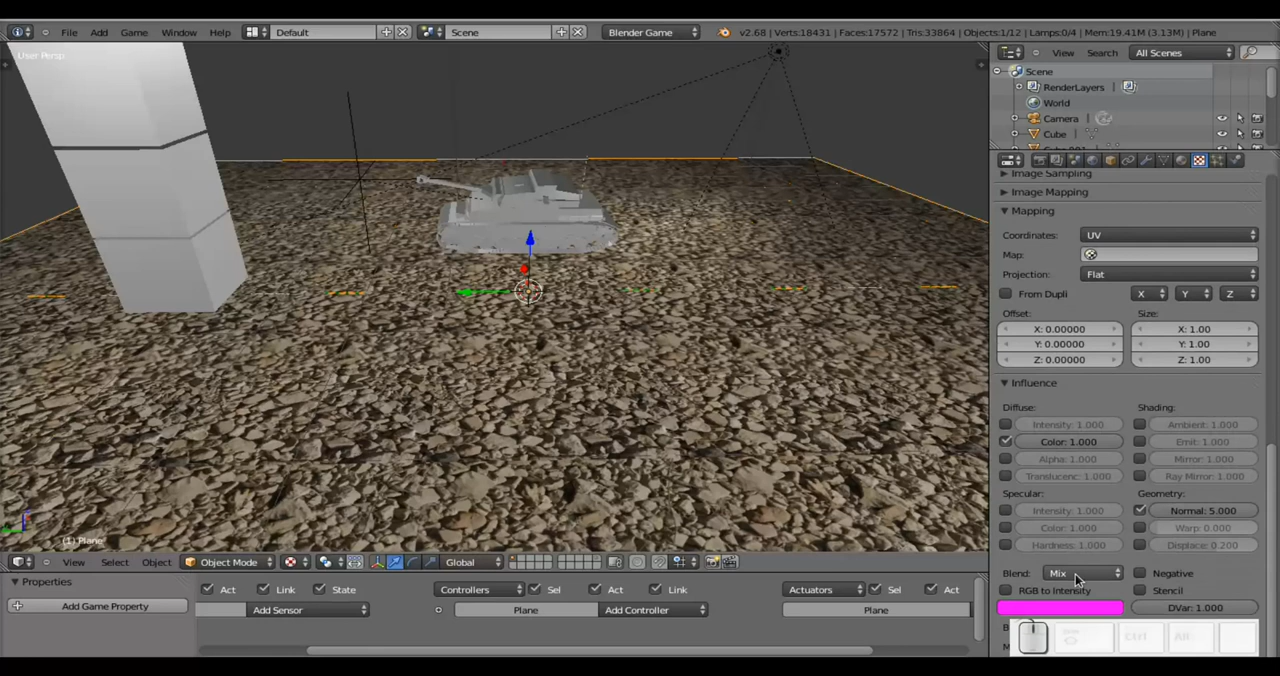 File Add Game Window Help Default Scene Blender Game v2.68 | Verts:18431 | Faces:17572 | Tris:33864 | Objects:1/12 | Lamps:0/4 | Mem:19.41M (3.13M) | Plane
User Persp
View Search All Scenes
Scene
RenderLayers
World
Camera
Cube
Image Sampling
Image Mapping
Mapping
Coordinates: UV
Map:
Projection: Flat
From Dupli X Y Z
Offset: Size:
X: 0.00000 X: 1.00
Y: 0.00000 Y: 1.00
Z: 0.00000 Z: 1.00
Influence
Diffuse: Shading:
Intensity: 1.000 Ambient: 1.000
Color: 1.000 Emit: 1.000
Alpha: 1.000 Mirror: 1.000
Translucenc: 1.000 Ray Mirror: 1.000
Specular: Geometry:
Intensity: 1.000 Normal: 5.000
Color: 1.000 Warp: 0.000
Hardness: 1.000 Displace: 0.200
Blend: Mix Negative
RGB to Intensity Stencil
DVar: 1.000
Ctrl Alt
(1) Plane
View Select Object Object Mode Global
Properties
Add Game Property
Act Link State Controllers Sel Act Link Actuators Sel Act
Add Sensor Plane Add Controller Plane